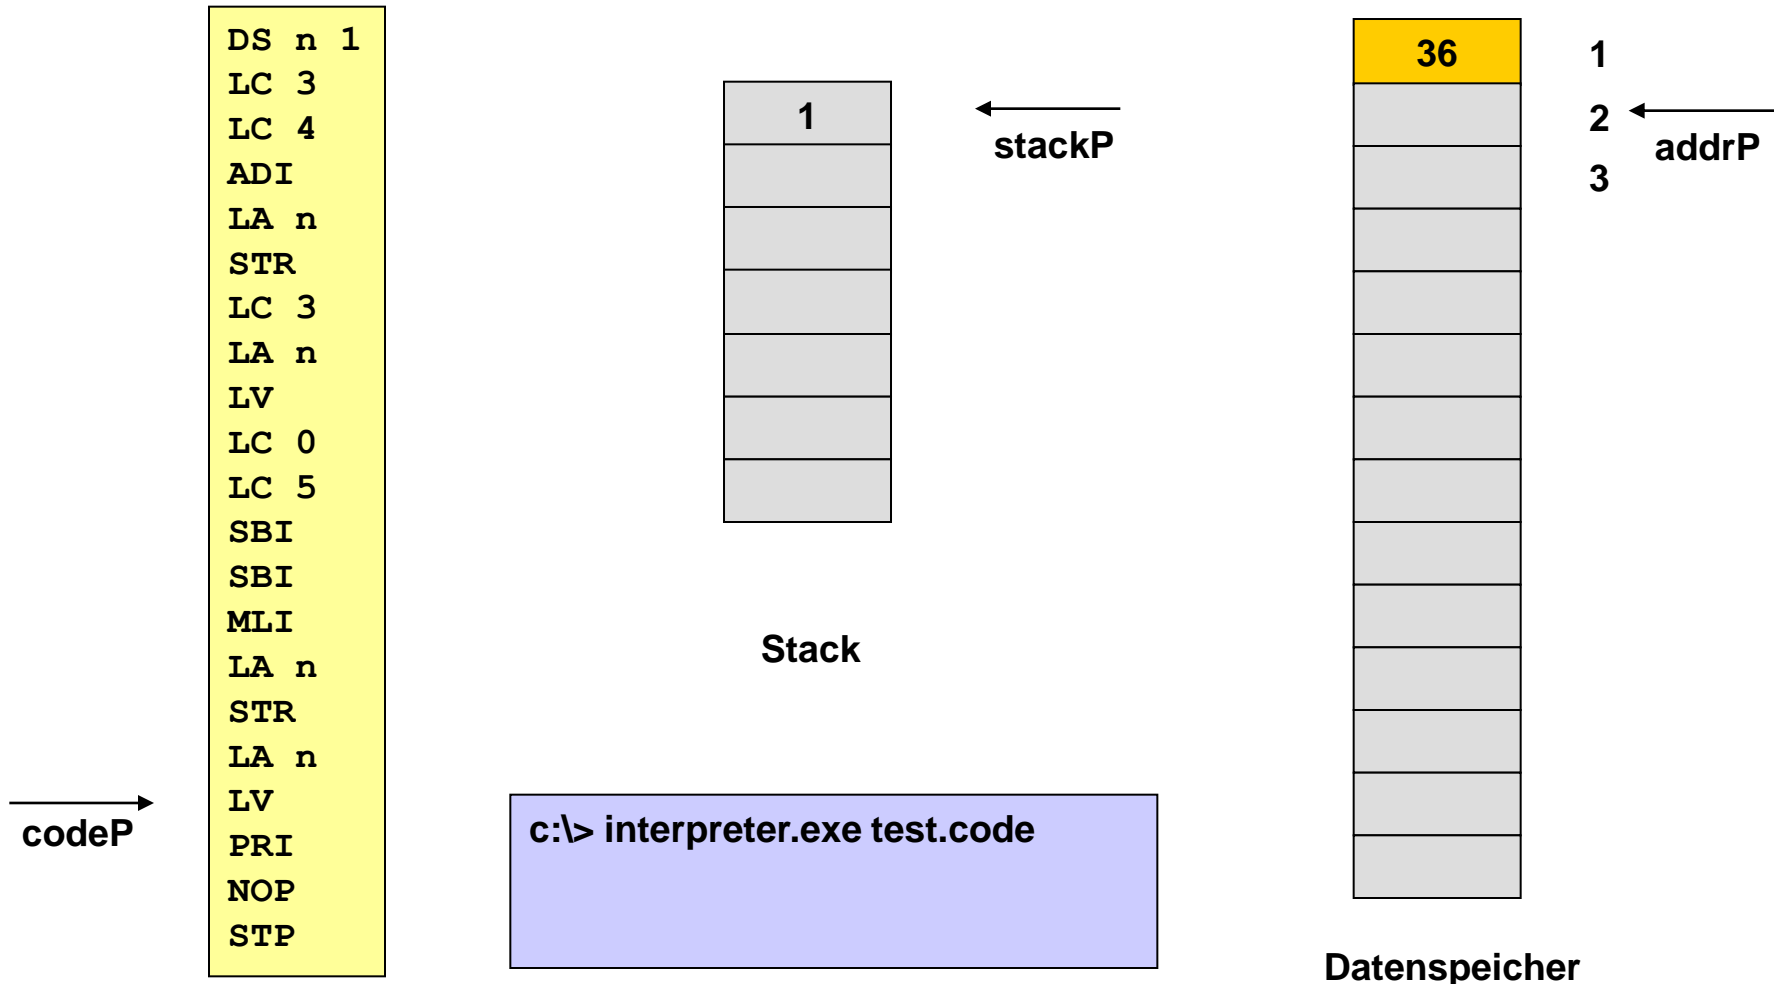 DS n 1
LC 3
LC 4
ADI
LA n
STR
LC 3
LA n
LV
LC 0
LC 5
SBI
SBI
MLI
LA n
STR
LA n
LV
PRI
NOP
STP
codeP
1
stackP
Stack
c:\> interpreter.exe test.code
36
1
2
3
addrP
Datenspeicher